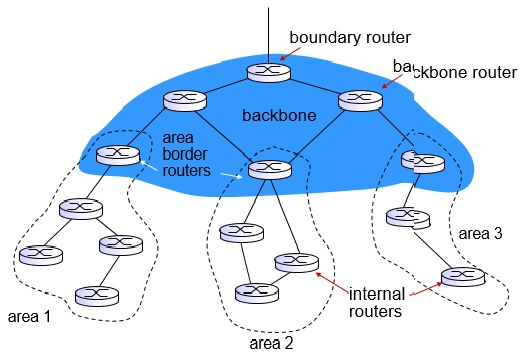 boundary router
backbone router
backbone
area
border
routers
area 3
internal
routers
area 1
area 2